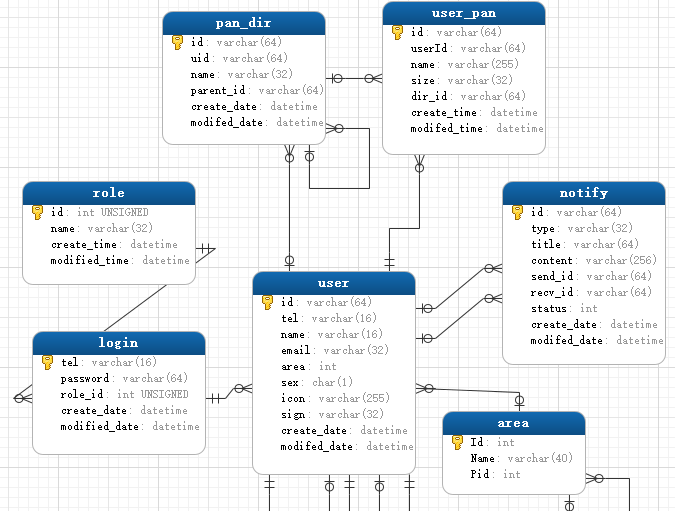 pan_dir
id: varchar(64)
uid: varchar(64)
name: varchar(32)
parent_id: varchar(64)
create_date: datetime
modifed_date: datetime
user_pan
id: varchar(64)
userId: varchar(64)
name: varchar(255)
size: varchar(32)
dir_id: varchar(64)
create_time: datetime
modifed_time: datetime
role
id: int UNSIGNED
name: varchar(32)
create_time: datetime
modified_time: datetime
notify
id: varchar(64)
type: varchar(32)
title: varchar(64)
content: varchar(256)
send_id: varchar(64)
recv_id: varchar(64)
status: int
create_date: datetime
modifed_date: datetime
user
id: varchar(64)
tel: varchar(16)
name: varchar(16)
email: varchar(32)
area: int
sex: char(1)
icon: varchar(255)
sign: varchar(32)
create_date: datetime
modifed_date: datetime
login
tel: varchar(16)
password: varchar(64)
role_id: int UNSIGNED
create_date: datetime
modified_date: datetime
area
Id: int
Name: varchar(40)
Pid: int